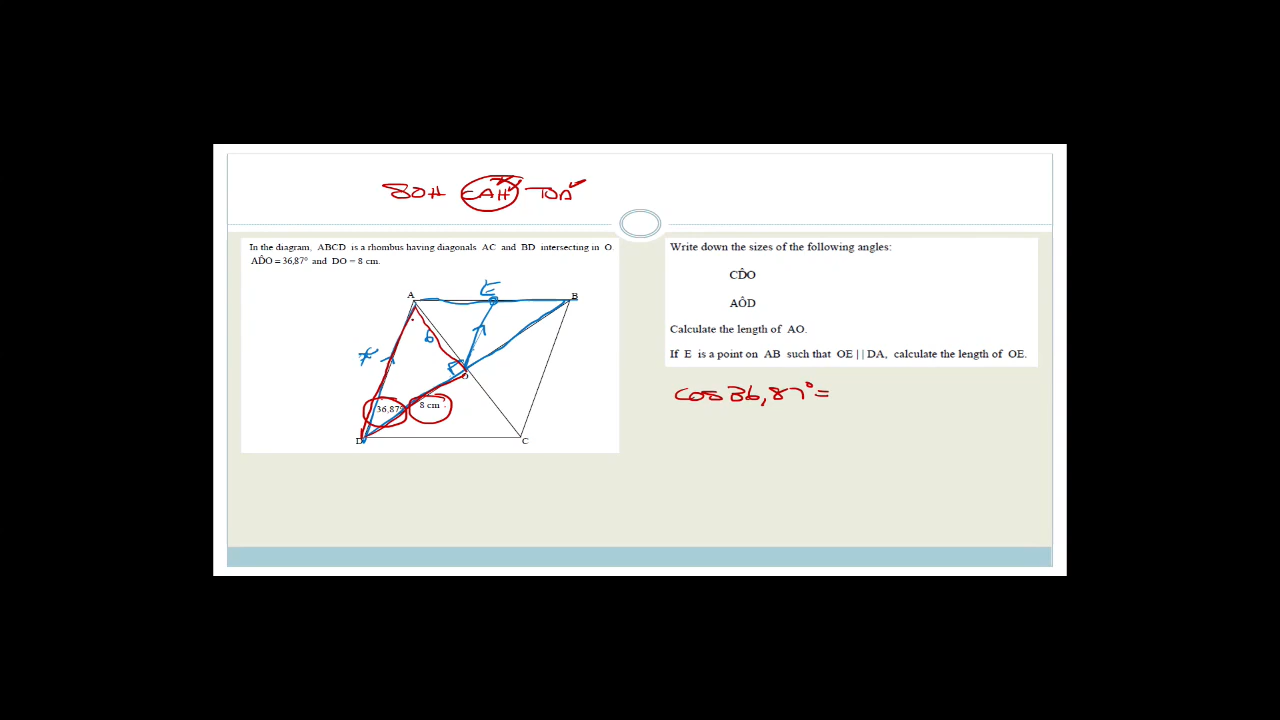 SOH CAH TOA
In the diagram, ABCD is a rhombus having diagonals AC and BD intersecting in O.
AD̂O = 36,87° and DO = 8 cm.
E
A
B
6
x
O
36,87°
8 cm
D
C
Write down the sizes of the following angles:
CD̂O
AÔD
Calculate the length of AO.
If E is a point on AB such that OE || DA, calculate the length of OE.
cos 36,87° =